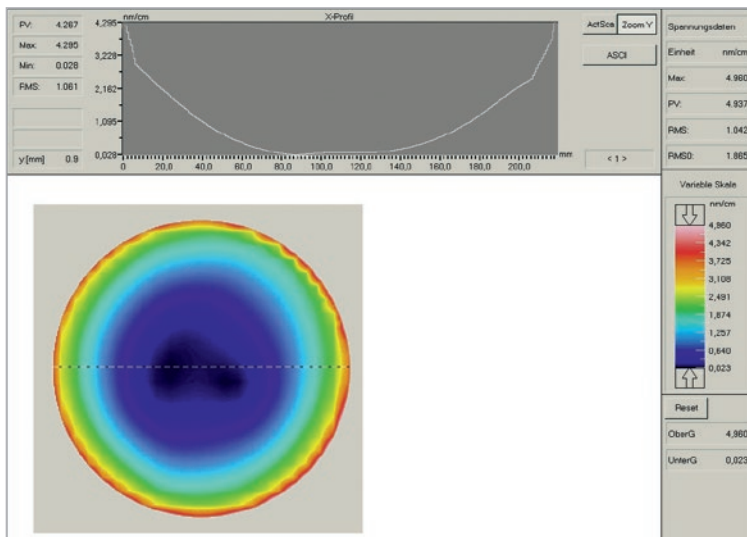 PV: 4.267
Max: 4.295
Min: 0.028
RMS: 1.061
y [mm] 0.9
nm/cm X-Profil
4,295
3,228
2,162
1,095
0,028
0 20,0 40,0 60,0 80,0 100,0 120,0 140,0 160,0 180,0 200,0 mm
ActSca Zoom Y
ASCII
< 1 >
Spannungsdaten
Einheit nm/cm
Max: 4.960
PV: 4.937
RMS: 1.042
RMS0: 1.865
Variable Skale
nm/cm
4,960
4,342
3,725
3,108
2,491
1,874
1,257
0,640
0,023
Reset
OberG 4,960
UnterG 0,023